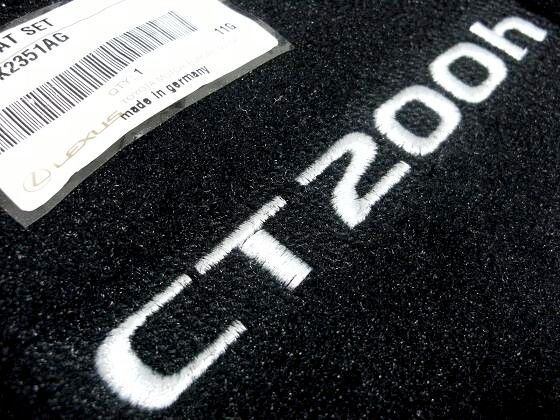 AT SET
X2351AG
11G
QTY 1
made in germany
LEXUS
CT200h